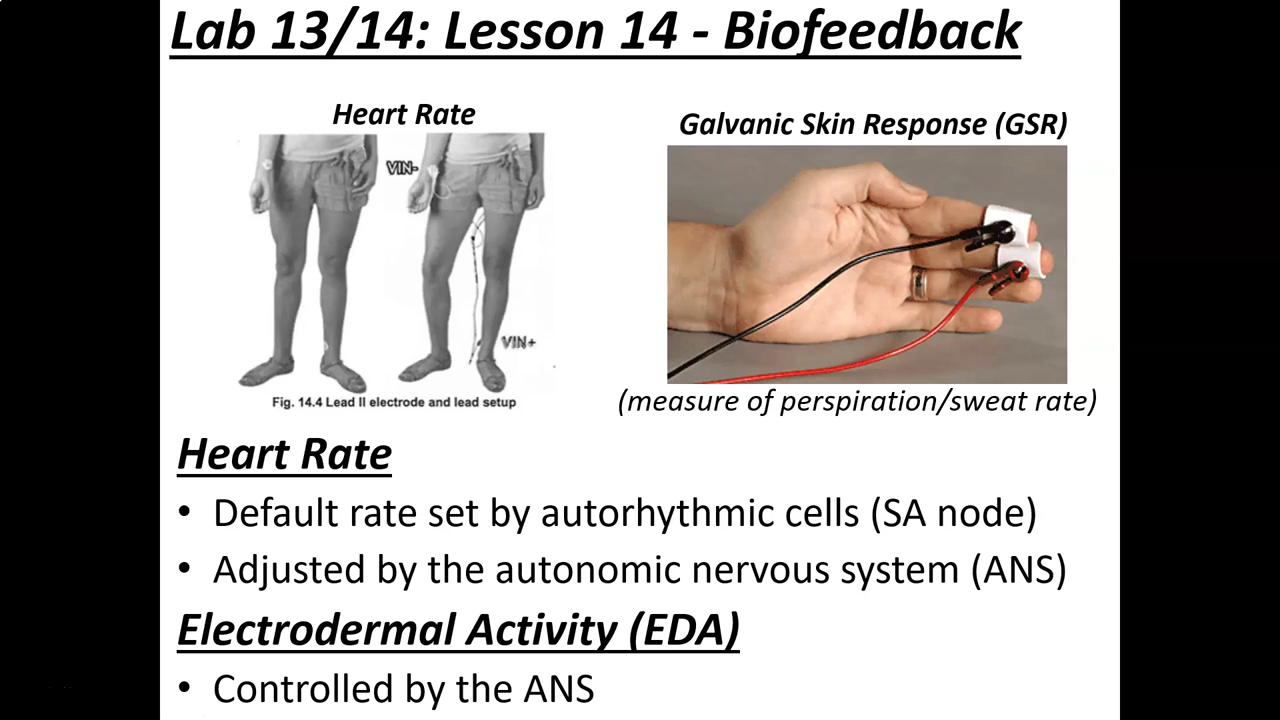 Lab 13/14: Lesson 14 - Biofeedback
Heart Rate
Galvanic Skin Response (GSR)
VIN-
VIN+
Fig. 14.4 Lead II electrode and lead setup
(measure of perspiration/sweat rate)
Heart Rate
• Default rate set by autorhythmic cells (SA node)
• Adjusted by the autonomic nervous system (ANS)
Electrodermal Activity (EDA)
• Controlled by the ANS